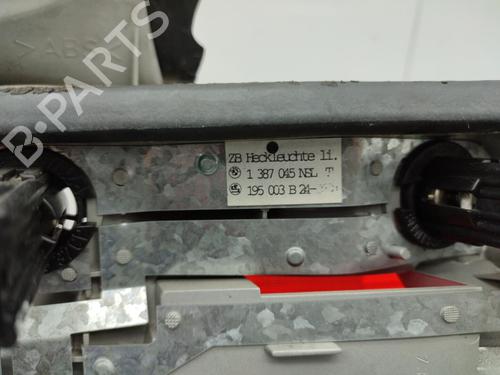 >ABS<
ZB Heckleuchte li.
1 387 045 NSL T
195 003 B 24-
B-PARTS